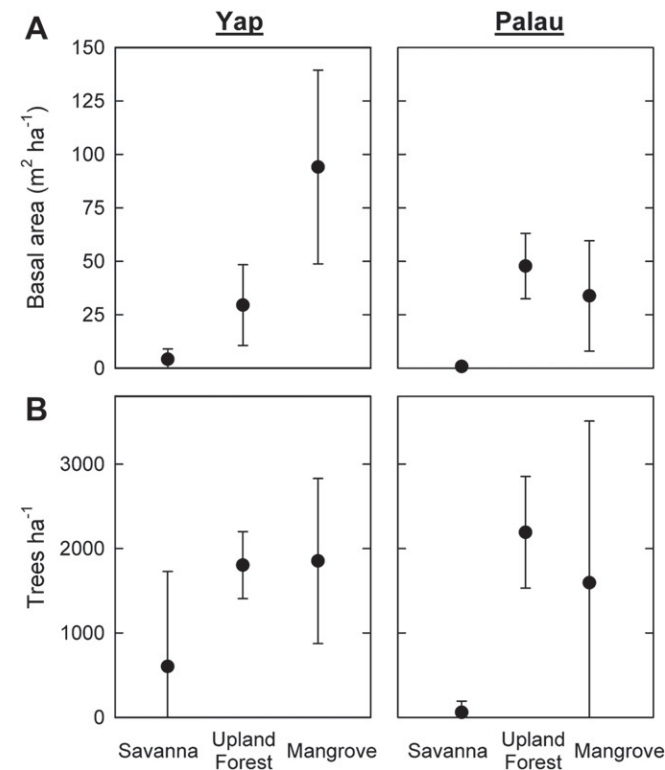 A
Yap
Palau
Basal area (m² ha⁻¹)
150
125
100
75
50
25
0
B
Trees ha⁻¹
3000
2000
1000
0
Savanna
Upland
Forest
Mangrove
Savanna
Upland
Forest
Mangrove